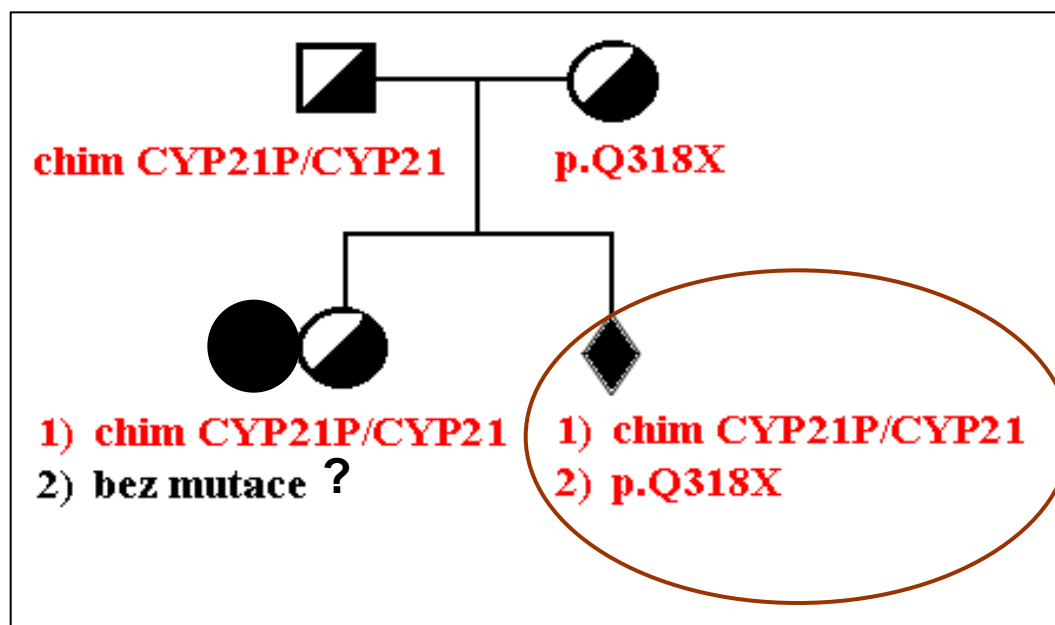 chim CYP21P/CYP21
p.Q318X
1) chim CYP21P/CYP21
2) bez mutace ?
1) chim CYP21P/CYP21
2) p.Q318X